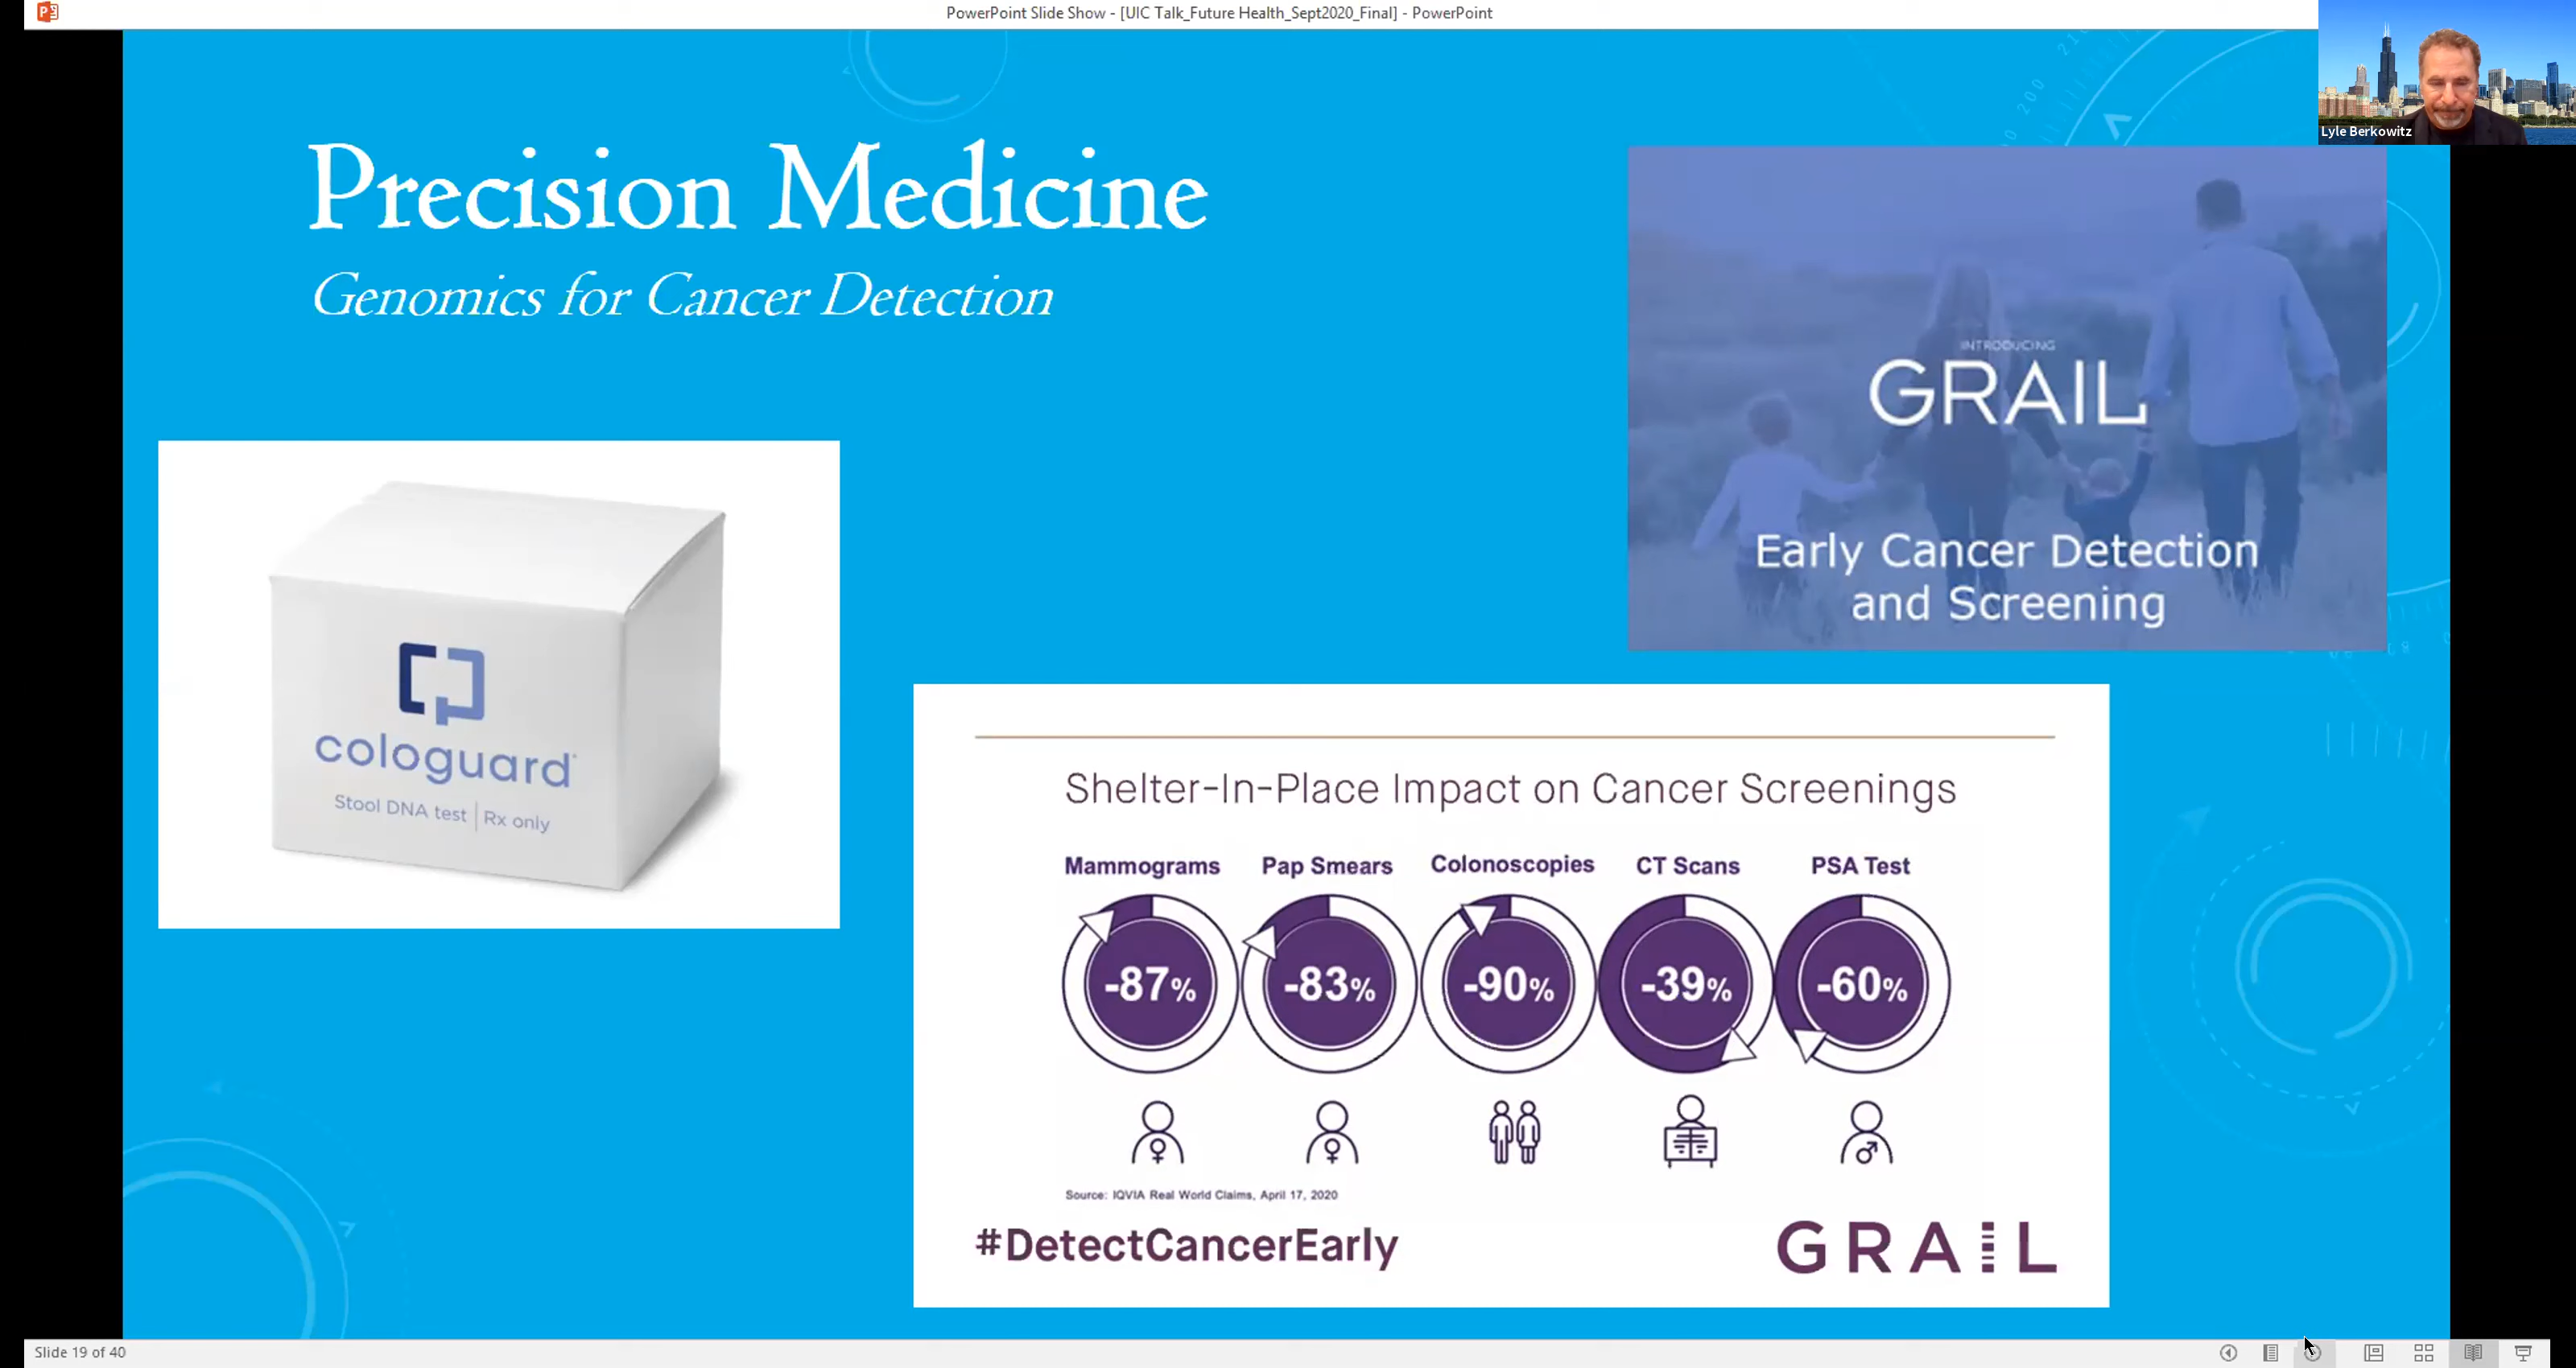 PowerPoint Slide Show - [UIC Talk_Future Health_Sept2020_Final] - PowerPoint
Lyle Berkowitz
Precision Medicine
Genomics for Cancer Detection
INTRODUCING
GRAIL
Early Cancer Detection
and Screening
cologuard
Stool DNA test | Rx only
Shelter-In-Place Impact on Cancer Screenings
Mammograms Pap Smears Colonoscopies CT Scans PSA Test
-87% -83% -90% -39% -60%
Source: IQVIA Real World Claims, April 17, 2020
#DetectCancerEarly
GRAIL
Slide 19 of 40